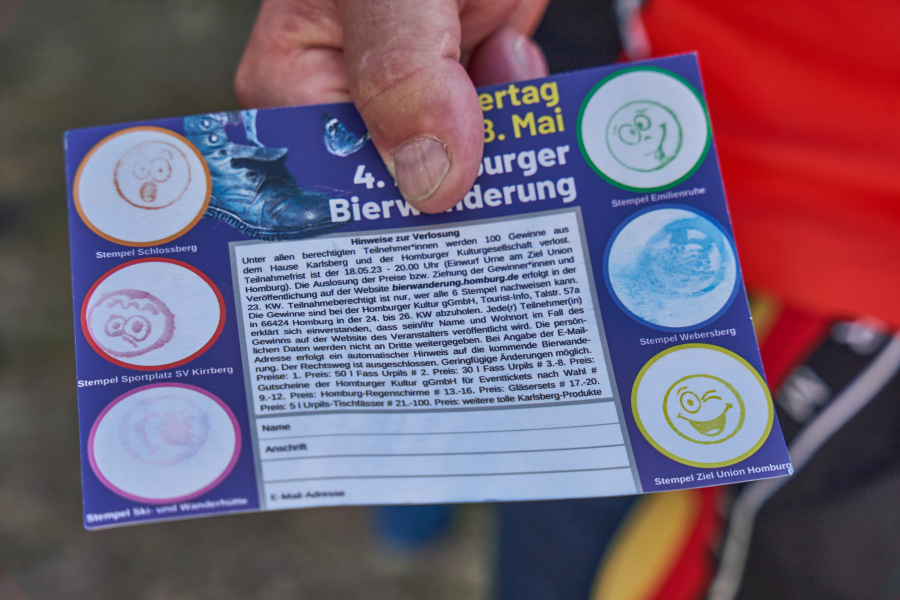 ertag
8. Mai
4. burger
Bierwanderung
Stempelkarte
Stempel Schlossberg
Stempel Sportplatz SV Kirrberg
Stempel Ski- und Wanderhütte
Hinweise zur Verlosung
Unter allen berechtigten Teilnehmer*innen werden 100 Gewinne aus
dem Hause Karlsberg und der Homburger Kulturgesellschaft verlost.
Teilnahmefrist ist der 18.05.23 - 20.00 Uhr (Einwurf Urne am Ziel Union
Homburg). Die Auslosung der Preise bzw. Ziehung der Gewinner*innen und
Veröffentlichung auf der Website bierwanderung.homburg.de erfolgt in der
23. KW. Teilnahmeberechtigt ist nur, wer alle 6 Stempel nachweisen kann.
Die Gewinne sind bei der Homburger Kultur gGmbH, Tourist-Info, Talstr. 57a
in 66424 Homburg in der 24. bis 26. KW abzuholen. Jede(r) Teilnehmer(in)
erklärt sich einverstanden, dass sein/ihr Name und Wohnort im Fall des
Gewinns auf der Website des Veranstalters veröffentlicht wird. Die persön-
lichen Daten werden nicht an Dritte weitergegeben. Bei Angabe der E-Mail-
Adresse erfolgt ein automatischer Hinweis auf die kommende Bierwande-
rung. Der Rechtsweg ist ausgeschlossen. Geringfügige Änderungen möglich.
Preise: 1. Preis: 50 l Fass Urpils # 2. Preis: 30 l Fass Urpils # 3.-8. Preis:
Gutscheine der Homburger Kultur gGmbH für Eventtickets nach Wahl #
9.-12. Preis: Homburg-Regenschirme # 13.-16. Preis: Gläsersets # 17.-20.
Preis: 5 l Urpils-Tischfässer # 21.-100. Preis: weitere tolle Karlsberg-Produkte
Name
Anschrift
E-Mail-Adresse
Stempel Emilienruhe
Stempel Webersberg
Stempel Ziel Union Homburg